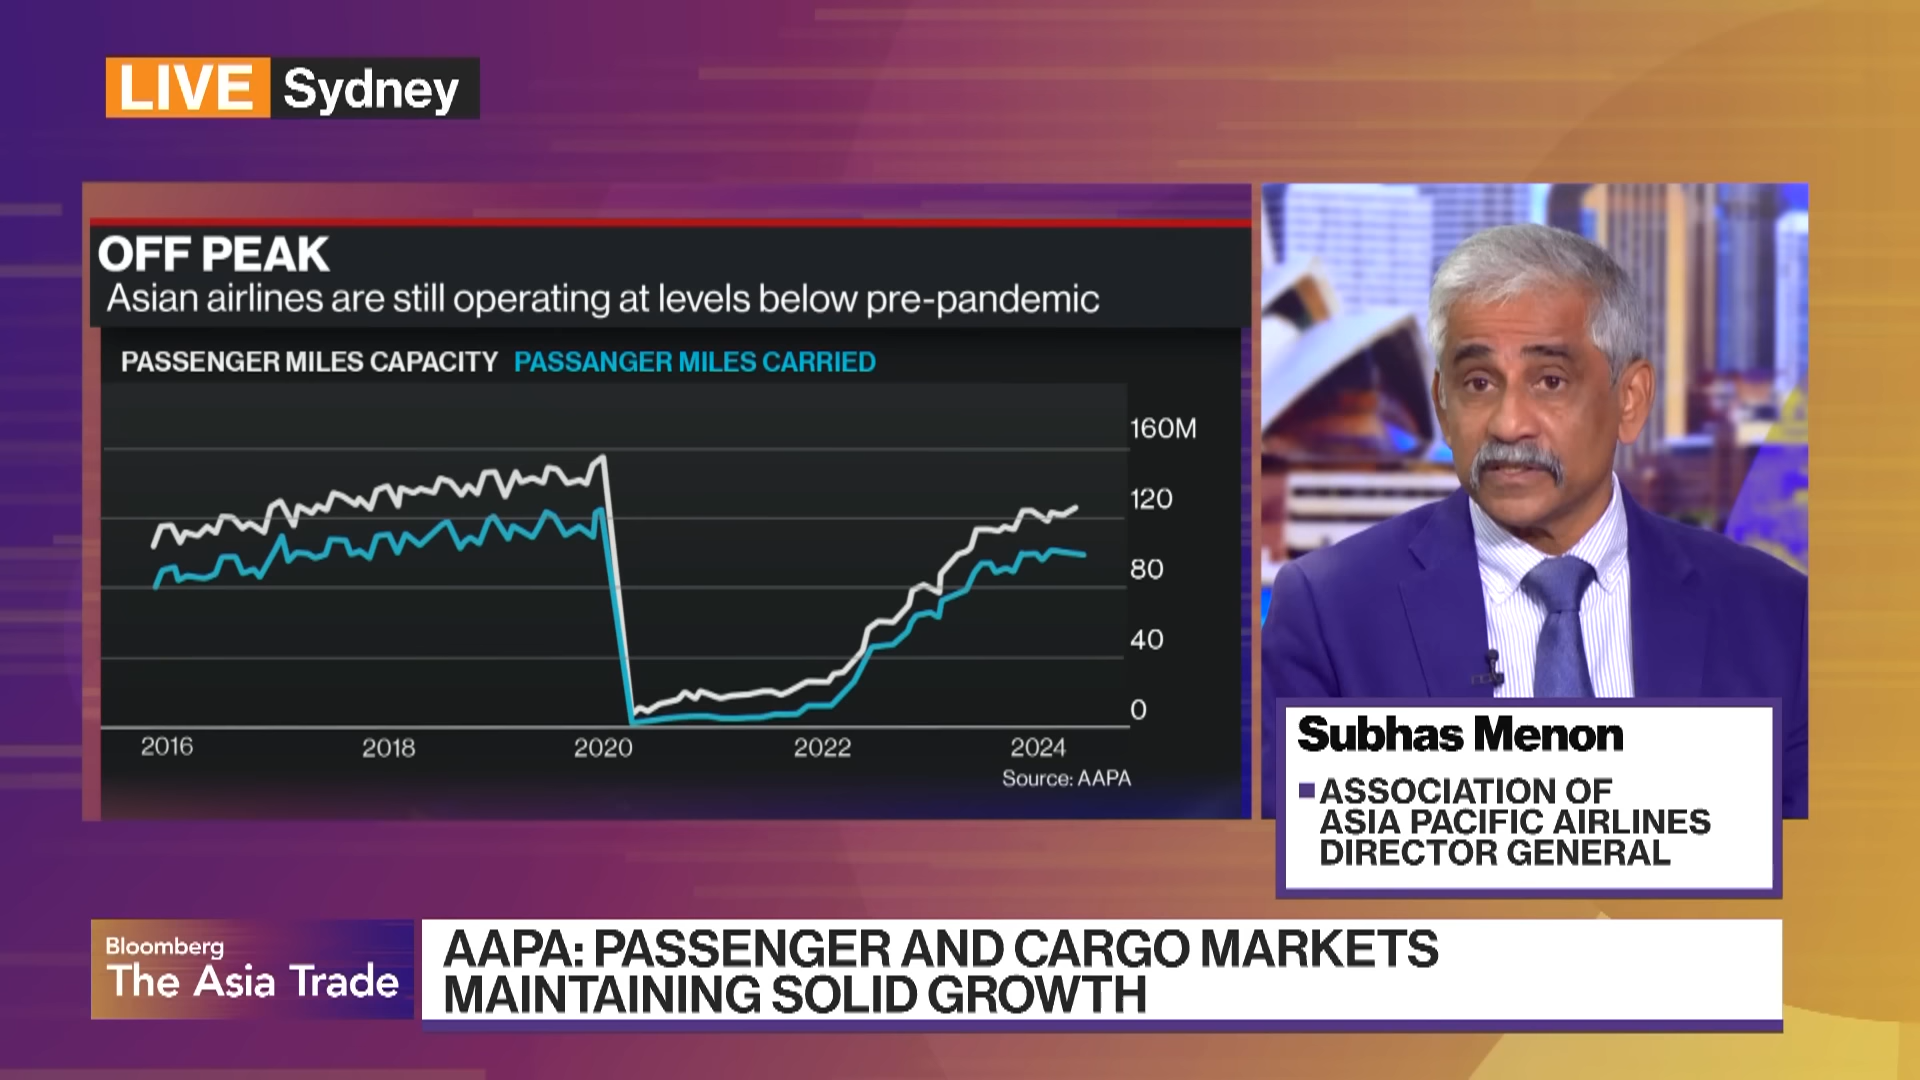 LIVE Sydney
OFF PEAK
Asian airlines are still operating at levels below pre-pandemic
PASSENGER MILES CAPACITY PASSANGER MILES CARRIED
160M
120
80
40
0
2016 2018 2020 2022 2024
Source: AAPA
Subhas Menon
ASSOCIATION OF
ASIA PACIFIC AIRLINES
DIRECTOR GENERAL
Bloomberg
The Asia Trade
AAPA: PASSENGER AND CARGO MARKETS
MAINTAINING SOLID GROWTH